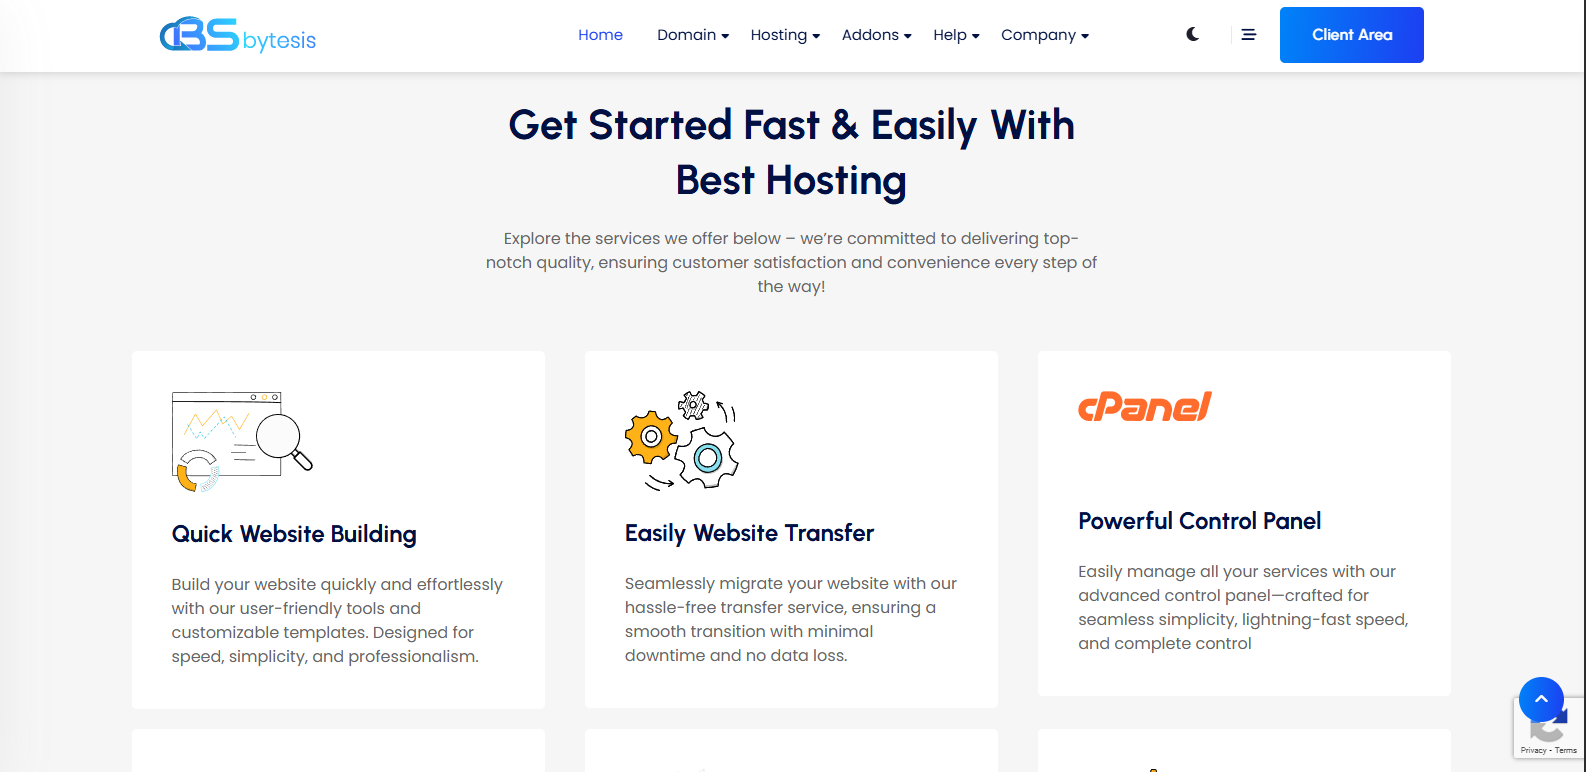 BS bytesis
Home Domain Hosting Addons Help Company Client Area
Get Started Fast & Easily With
Best Hosting
Explore the services we offer below – we’re committed to delivering top-
notch quality, ensuring customer satisfaction and convenience every step of
the way!
Quick Website Building
Build your website quickly and effortlessly
with our user-friendly tools and
customizable templates. Designed for
speed, simplicity, and professionalism.
Easily Website Transfer
Seamlessly migrate your website with our
hassle-free transfer service, ensuring a
smooth transition with minimal
downtime and no data loss.
cPanel
Powerful Control Panel
Easily manage all your services with our
advanced control panel—crafted for
seamless simplicity, lightning-fast speed,
and complete control
Privacy - Terms